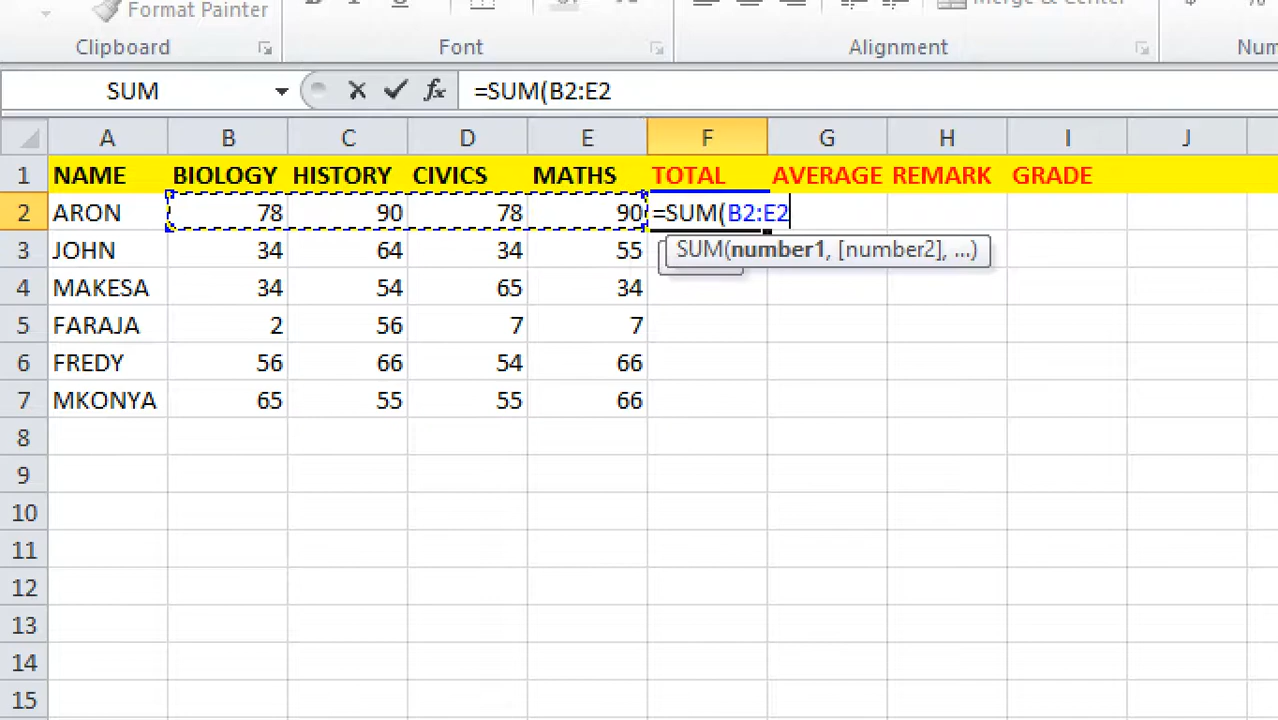 Format Painter
Merge & Center
$ %
Clipboard Font Alignment Num
SUM fx =SUM(B2:E2
A B C D E F G H I J
1 NAME BIOLOGY HISTORY CIVICS MATHS TOTAL AVERAGE REMARK GRADE
2 ARON 78 90 78 90 =SUM(B2:E2
3 JOHN 34 64 34 55 SUM(number1, [number2], ...)
4 MAKESA 34 54 65 34
5 FARAJA 2 56 7 7
6 FREDY 56 66 54 66
7 MKONYA 65 55 55 66
8
9
10
11
12
13
14
15